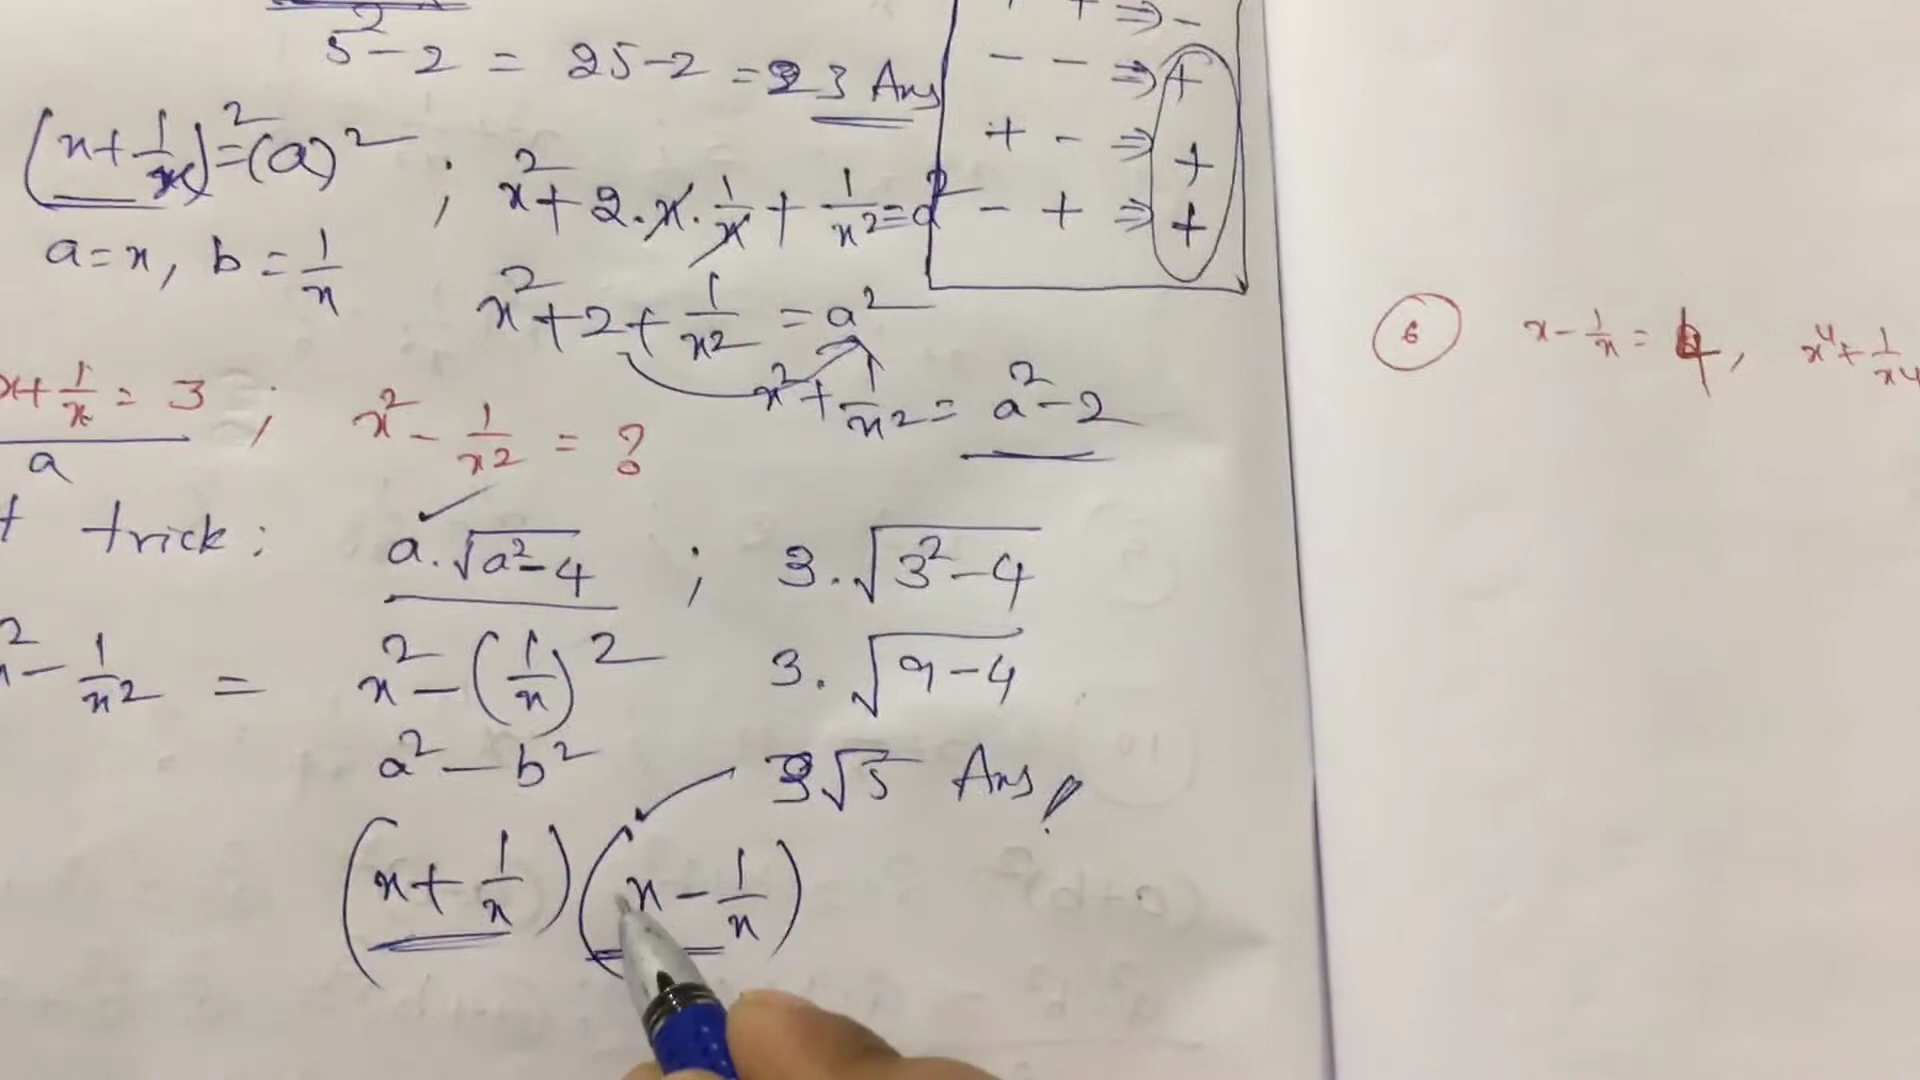 5² - 2 = 25 - 2 = 23 Ans
(x + 1/x)² = (a)² ; x² + 2 . x . 1/x + 1/x² = a²
a = x, b = 1/x
x² + 2 + 1/x² = a²
x² + 1/x² = a² - 2
x + 1/x = 3 ; x² - 1/x² = ?
a
trick : a . √(a² - 4) ; 3 . √(3² - 4)
x² - 1/x² = x² - (1/x)² 3 . √(9 - 4)
a² - b² 3√5 Ans
(x + 1/x) (x - 1/x)
+ + ⇒ -
- - ⇒ +
+ - ⇒ +
- + ⇒ +
6 x - 1/x = 4, x⁴ + 1/x⁴